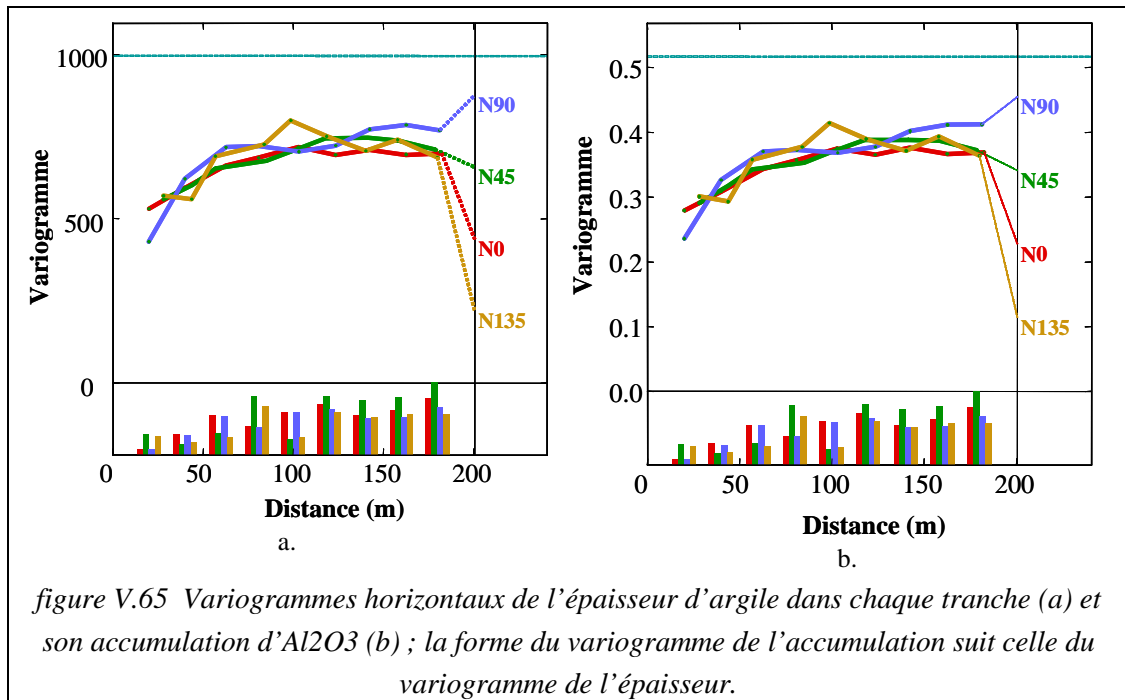 1000
500
0
Variogramme
N90
N45
N0
N135
0 50 100 150 200
Distance (m)
a.
0.5
0.4
0.3
0.2
0.1
0.0
Variogramme
N90
N45
N0
N135
0 50 100 150 200
Distance (m)
b.
figure V.65 Variogrammes horizontaux de l'épaisseur d'argile dans chaque tranche (a) et
son accumulation d'Al2O3 (b) ; la forme du variogramme de l'accumulation suit celle du
variogramme de l'épaisseur.